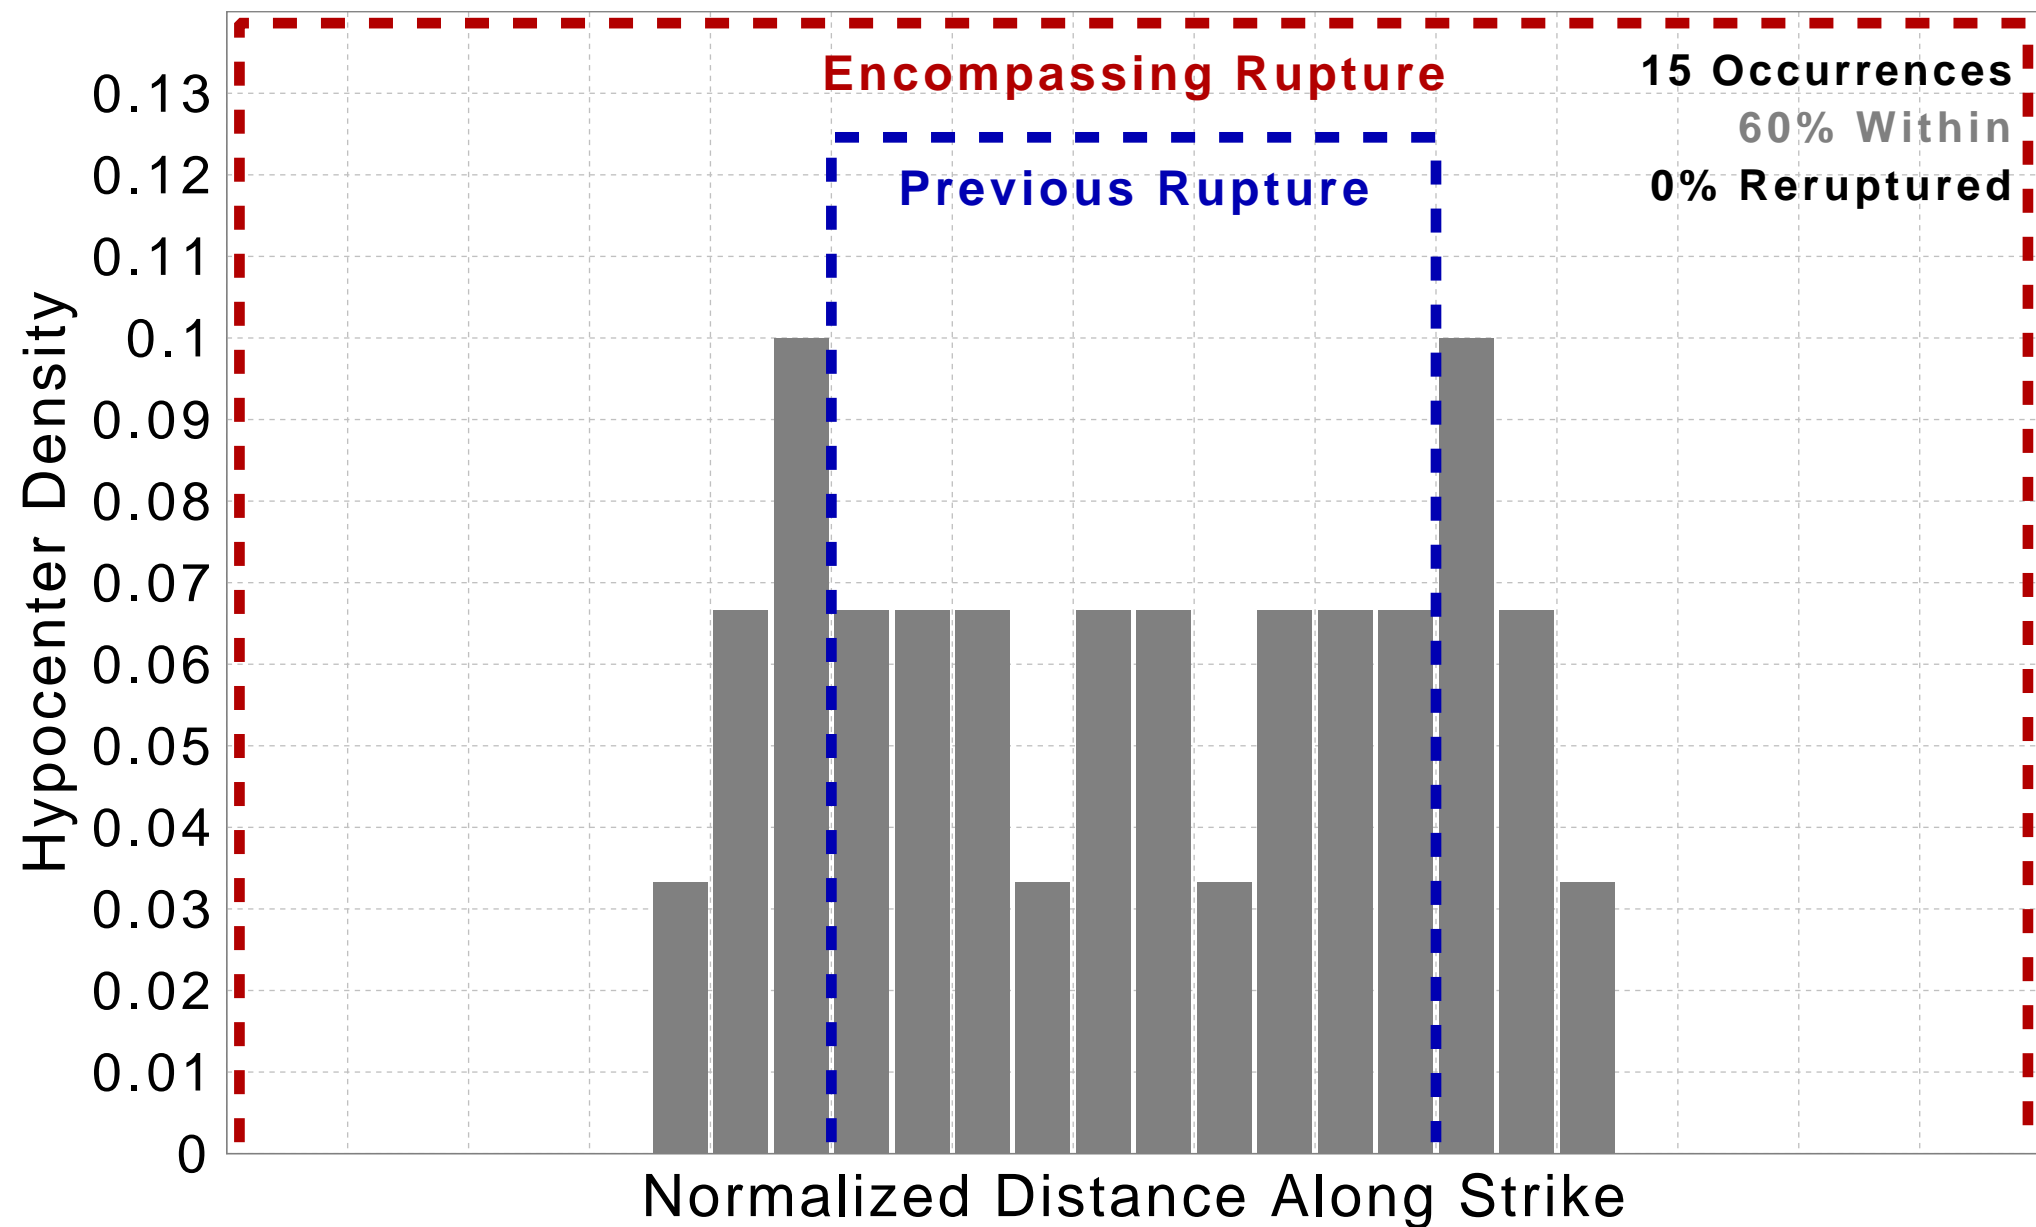 Encompassing Rupture
15 Occurrences
60% Within
0% Reruptured
Previous Rupture
0.13
0.12
0.11
0.1
0.09
0.08
0.07
0.06
0.05
0.04
0.03
0.02
0.01
0
Hypocenter Density
Normalized Distance Along Strike